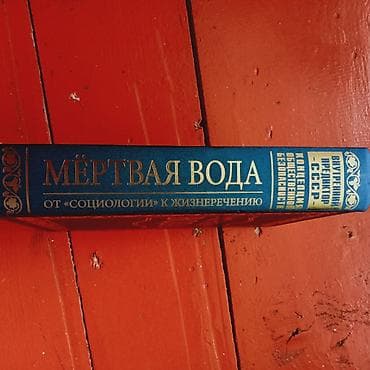 МЁРТВАЯ ВОДА
ОТ «СОЦИОЛОГИИ» К ЖИЗНЕРЕЧЕНИЮ
ВНУТРЕННИЙ
ПРЕДИКТОР
СССР
КОНЦЕПЦИЯ
ОБЩЕСТВЕННОЙ
БЕЗОПАСНОСТИ